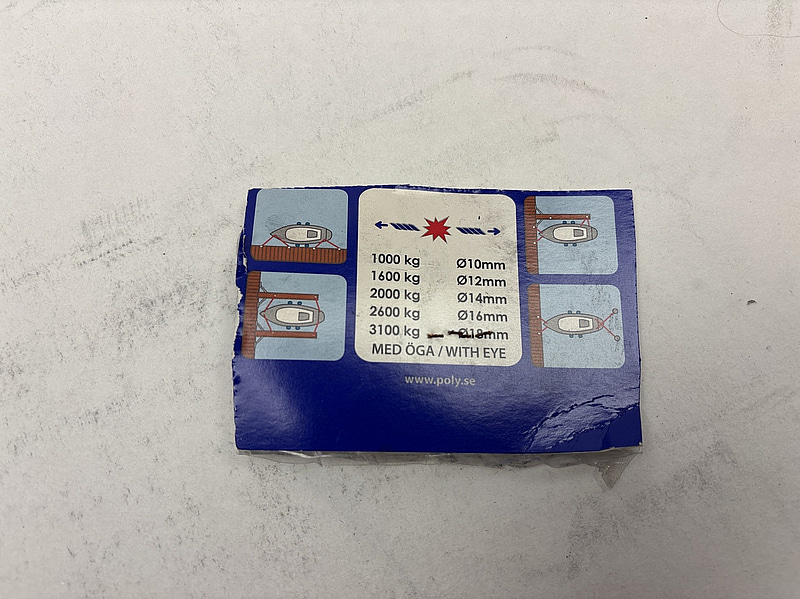 1000 kg Ø10mm
1600 kg Ø12mm
2000 kg Ø14mm
2600 kg Ø16mm
3100 kg Ø18mm
MED ÖGA / WITH EYE
www.poly.se